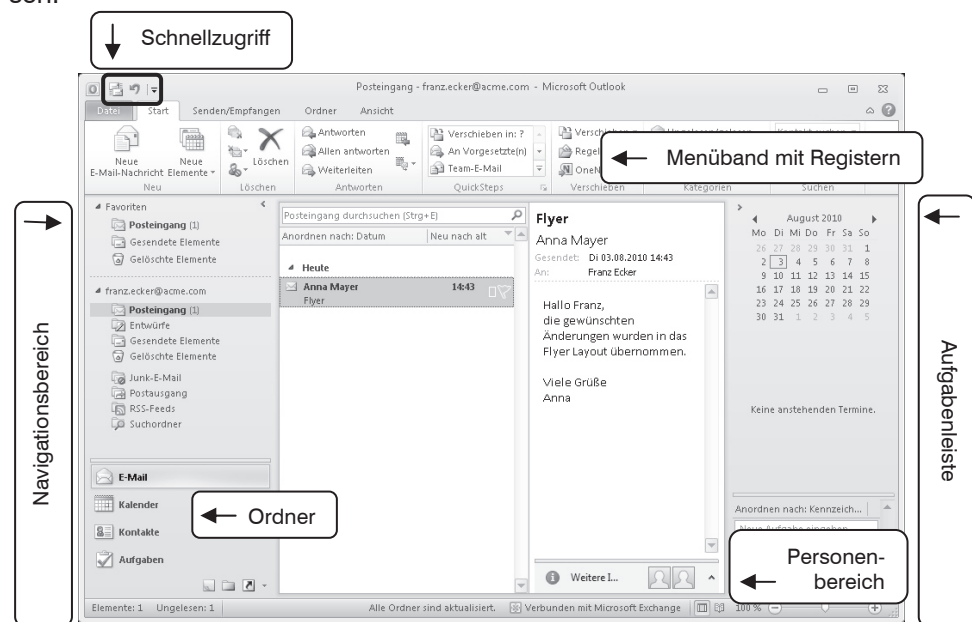 Schnellzugriff
Posteingang - franz.ecker@acme.com - Microsoft Outlook
Datei Start Senden/Empfangen Ordner Ansicht
Neue E-Mail-Nachricht
Neue Elemente
Neu
Löschen
Löschen
Antworten
Allen antworten
Weiterleiten
Antworten
Verschieben in: ?
An Vorgesetzte(n)
Team-E-Mail
QuickSteps
Verschieben
Kategorien
Suchen
Menüband mit Registern
Navigationsbereich
Favoriten
Posteingang (1)
Gesendete Elemente
Gelöschte Elemente
franz.ecker@acme.com
Posteingang (1)
Entwürfe
Gesendete Elemente
Gelöschte Elemente
Junk-E-Mail
Postausgang
RSS-Feeds
Suchordner
E-Mail
Kalender
Kontakte
Aufgaben
Ordner
Posteingang durchsuchen (Strg+E)
Anordnen nach: Datum Neu nach alt
Heute
Anna Mayer 14:43
Flyer
Flyer
Anna Mayer
Gesendet: Di 03.08.2010 14:43
An: Franz Ecker
Hallo Franz,
die gewünschten
Änderungen wurden in das
Flyer Layout übernommen.
Viele Grüße
Anna
Weitere I...
August 2010
Mo Di Mi Do Fr Sa So
26 27 28 29 30 31 1
2 3 4 5 6 7 8
9 10 11 12 13 14 15
16 17 18 19 20 21 22
23 24 25 26 27 28 29
30 31 1 2 3 4 5
Keine anstehenden Termine.
Anordnen nach: Kennzeich...
Personen-
bereich
Aufgabenleiste
Elemente: 1 Ungelesen: 1 Alle Ordner sind aktualisiert. Verbunden mit Microsoft Exchange 100 %